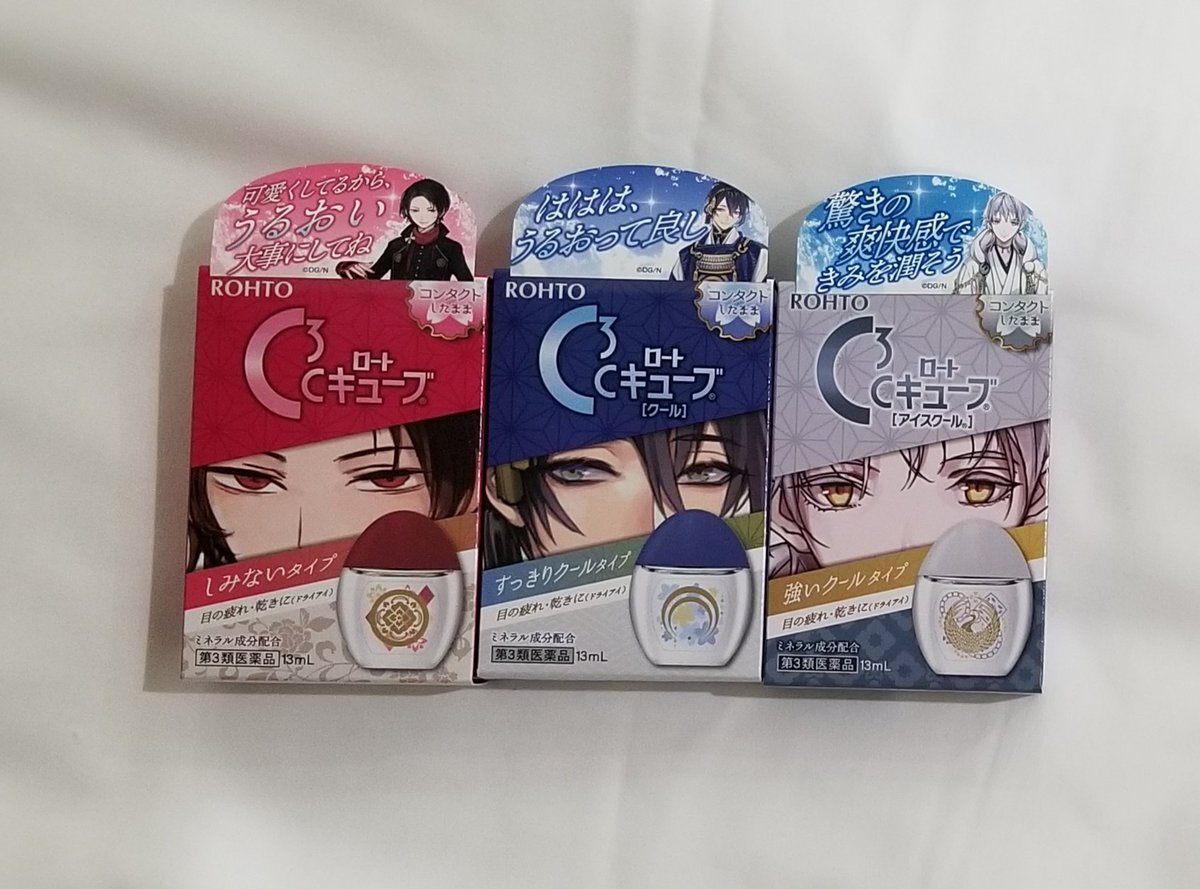 可愛くしてるから、
うるおい
大事にしてね
©DG/N
ROHTO
コンタクト
したまま
C3
ロート
Cキューブ®
しみないタイプ
目の疲れ・乾きに(ドライアイ)
ミネラル成分配合
第3類医薬品 13mL
ははは、
うるおって良し
©DG/N
ROHTO
コンタクト
したまま
C3
ロート
Cキューブ®
[クール]
すっきりクールタイプ
目の疲れ・乾きに(ドライアイ)
ミネラル成分配合
第3類医薬品 13mL
驚きの
爽快感で
きみを潤そう
©DG/N
ROHTO
コンタクト
したまま
C3
ロート
Cキューブ®
[アイスクール®]
強いクールタイプ
目の疲れ・乾きに(ドライアイ)
ミネラル成分配合
第3類医薬品 13mL